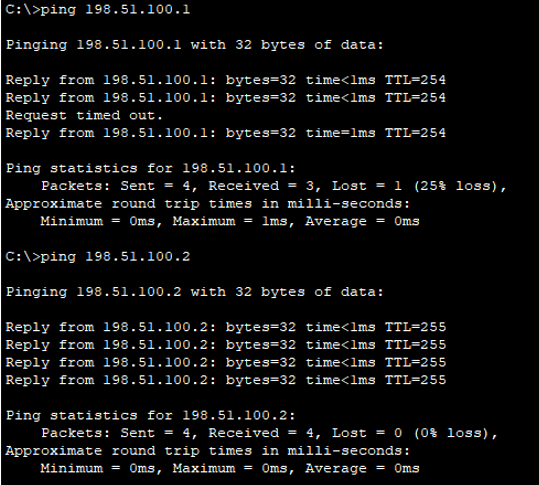 C:\>ping 198.51.100.1

Pinging 198.51.100.1 with 32 bytes of data:

Reply from 198.51.100.1: bytes=32 time<1ms TTL=254
Reply from 198.51.100.1: bytes=32 time<1ms TTL=254
Request timed out.
Reply from 198.51.100.1: bytes=32 time=1ms TTL=254

Ping statistics for 198.51.100.1:
    Packets: Sent = 4, Received = 3, Lost = 1 (25% loss),
Approximate round trip times in milli-seconds:
    Minimum = 0ms, Maximum = 1ms, Average = 0ms

C:\>ping 198.51.100.2

Pinging 198.51.100.2 with 32 bytes of data:

Reply from 198.51.100.2: bytes=32 time<1ms TTL=255
Reply from 198.51.100.2: bytes=32 time<1ms TTL=255
Reply from 198.51.100.2: bytes=32 time<1ms TTL=255
Reply from 198.51.100.2: bytes=32 time<1ms TTL=255

Ping statistics for 198.51.100.2:
    Packets: Sent = 4, Received = 4, Lost = 0 (0% loss),
Approximate round trip times in milli-seconds:
    Minimum = 0ms, Maximum = 0ms, Average = 0ms